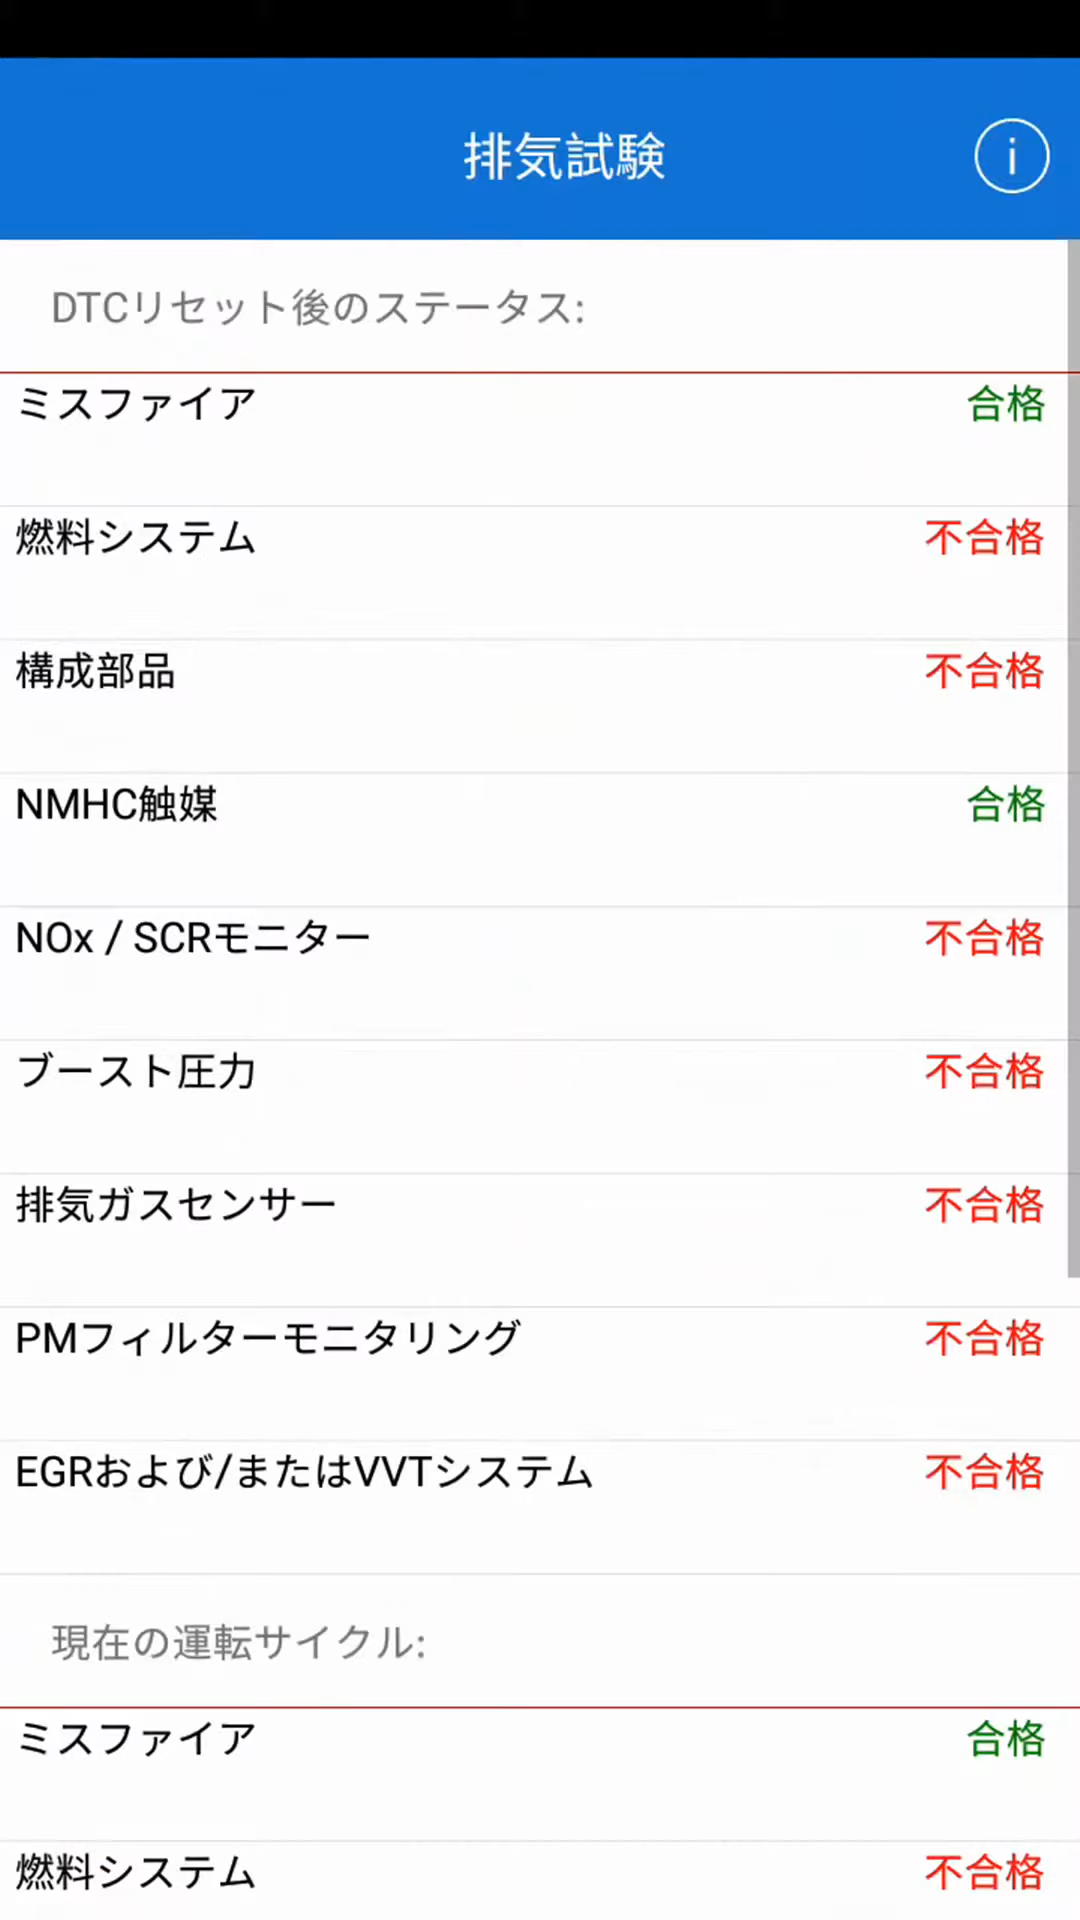 排気試験
i
DTCリセット後のステータス:
ミスファイア 合格
燃料システム 不合格
構成部品 不合格
NMHC触媒 合格
NOx / SCRモニター 不合格
ブースト圧力 不合格
排気ガスセンサー 不合格
PMフィルターモニタリング 不合格
EGRおよび/またはVVTシステム 不合格
現在の運転サイクル:
ミスファイア 合格
燃料システム 不合格